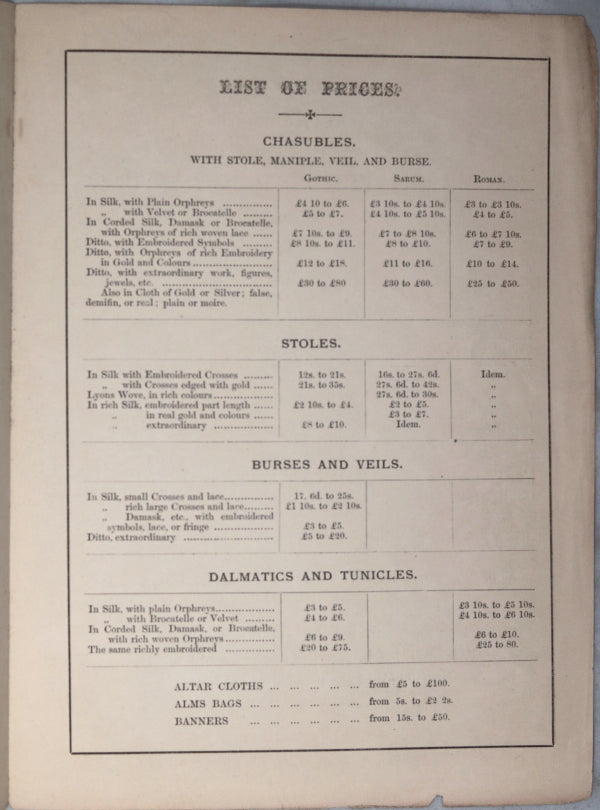 LIST OF PRICES.
CHASUBLES.
WITH STOLE, MANIPLE, VEIL, AND BURSE.
GOTHIC. SARUM. ROMAN.
In Silk, with Plain Orphreys ............... £4 10 to £6. £3 10s. to £4 10s. £3 to £3 10s.
„ with Velvet or Brocatelle ......... £5 to £7. £4 10s. to £5 10s. £4 to £5.
In Corded Silk, Damask or Brocatelle,
with Orphreys of rich woven lace ...... £7 10s. to £9. £7 to £8 10s. £6 to £7 10s.
Ditto, with Embroidered Symbols ......... £8 10s. to £11. £8 to £10. £7 to £9.
Ditto, with Orphreys of rich Embroidery
in Gold and Colours ........................ £12 to £18. £11 to £16. £10 to £14.
Ditto, with extraordinary work, figures,
jewels, etc. ................................. £30 to £80 £30 to £60. £25 to £50.
Also in Cloth of Gold or Silver; false,
demifin, or real; plain or moire.
STOLES.
In Silk with Embroidered Crosses ......... 12s. to 21s. 16s. to 27s. 6d. Idem.
„ with Crosses edged with gold ...... 21s. to 35s. 27s. 6d. to 42s. „
Lyons Wove, in rich colours .................. 27s. 6d. to 30s. „
In rich Silk, embroidered part length ...... £2 10s. to £4. £2 to £5. „
„ in real gold and colours ...... £3 to £7. „
„ extraordinary .................. £8 to £10. Idem. „
BURSES AND VEILS.
In Silk, small Crosses and lace............... 17. 6d. to 25s.
„ rich large Crosses and lace......... £1 10s. to £2 10s.
„ Damask, etc., with embroidered
symbols, lace, or fringe .................. £3 to £5.
Ditto, extraordinary ........................... £5 to £20.
DALMATICS AND TUNICLES.
In Silk, with plain Orphreys.................. £3 to £5. £3 10s. to £5 10s.
„ with Brocatelle or Velvet ......... £4 to £6. £4 10s. to £6 10s.
In Corded Silk, Damask, or Brocatelle,
with rich woven Orphreys ............... £6 to £9. £6 to £10.
The same richly embroidered ............... £20 to £75. £25 to 80.
ALTAR CLOTHS ... ... ... ... ... from £5 to £100.
ALMS BAGS ... ... ... ... ... ... from 5s. to £2 2s.
BANNERS ... ... ... ... ... ... from 15s. to £50.